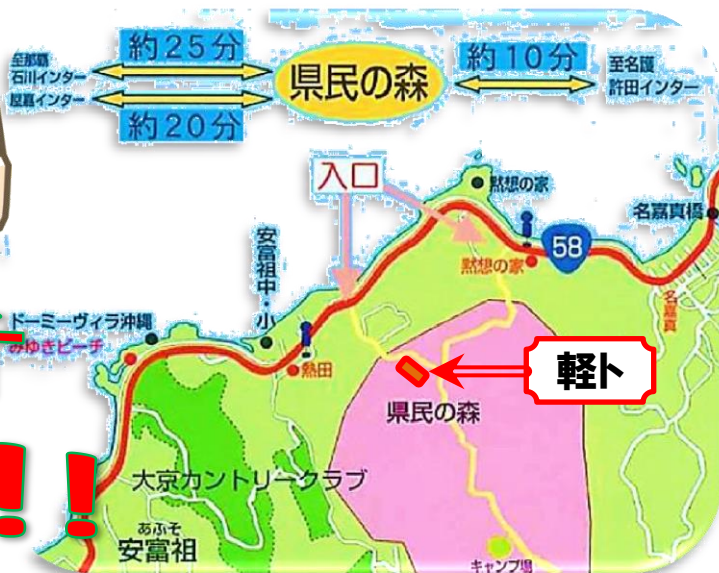 約25分
至那覇
石川インター
屋嘉インター
約20分
県民の森
約10分
至名護
許田インター
入口
黙想の家
名嘉真橋
58
黙想の家
名嘉真
安富祖中・小
ドーミーヴィラ沖縄
みゆきビーチ
熱田
軽ト
県民の森
大京カントリークラブ
あふそ
安富祖
キャンプ場
!!